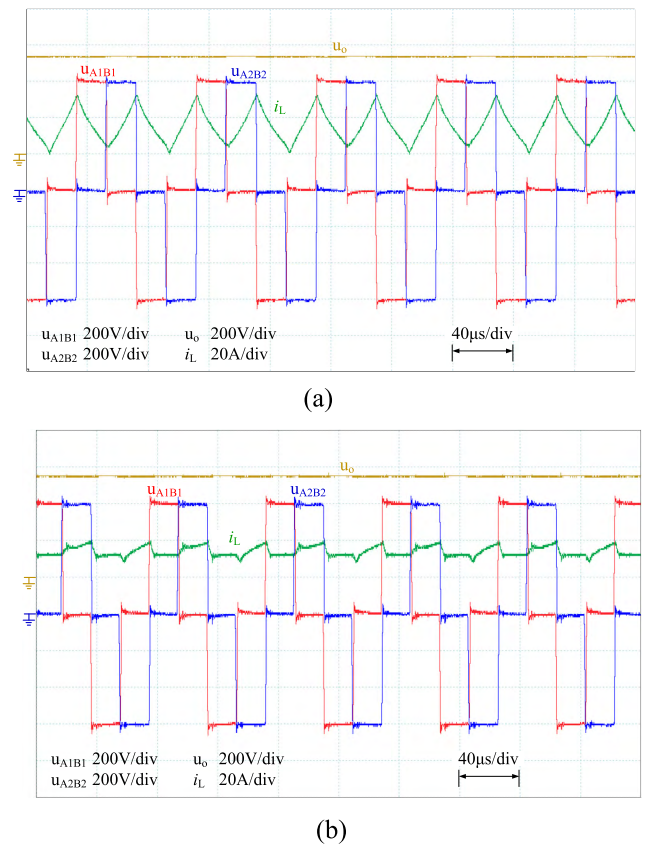 uo
uA1B1 uA2B2
iL
uA1B1 200V/div uo 200V/div 40μs/div
uA2B2 200V/div iL 20A/div
(a)
uo
uA1B1 uA2B2
iL
uA1B1 200V/div uo 200V/div 40μs/div
uA2B2 200V/div iL 20A/div
(b)